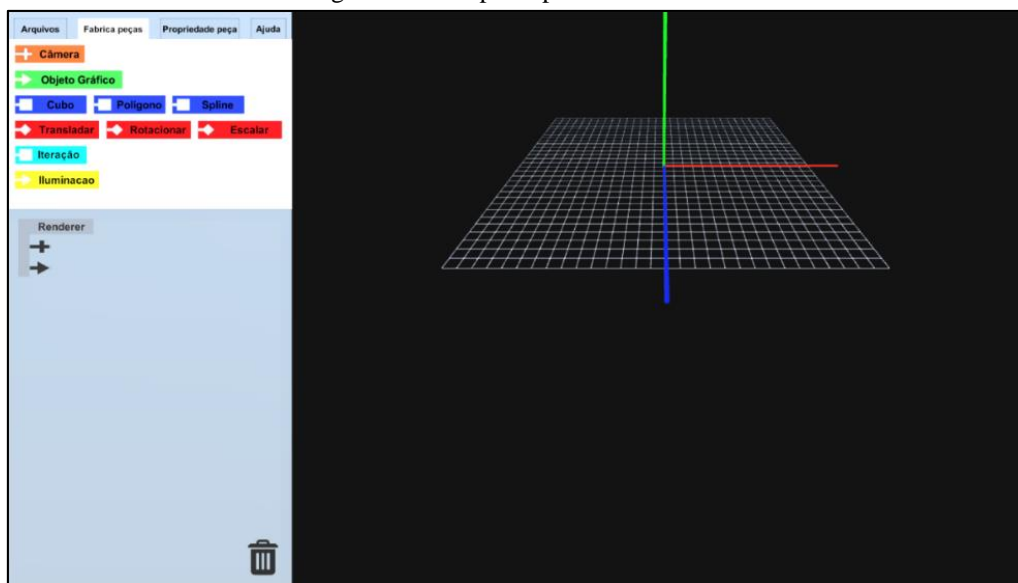 Arquivos Fabrica peças Propriedade peça Ajuda
Câmera
Objeto Gráfico
Cubo Poligono Spline
Transladar Rotacionar Escalar
Iteração
Iluminacao
Renderer